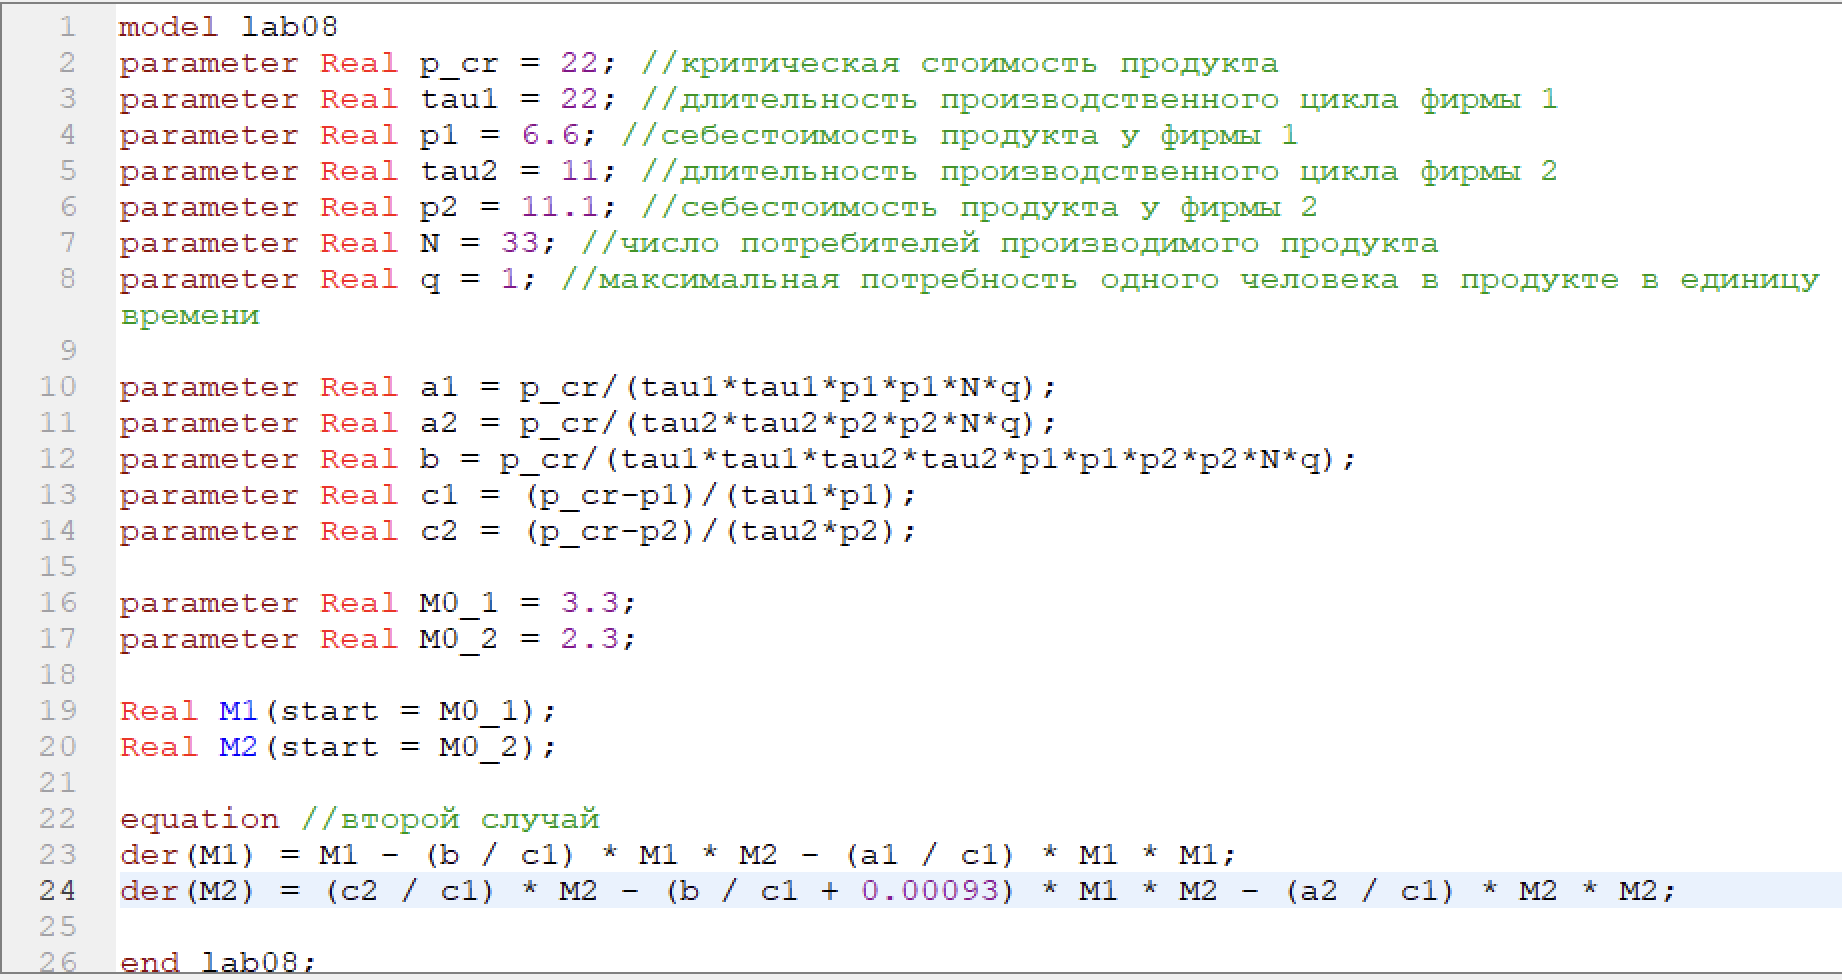 1 model lab08
2 parameter Real p_cr = 22; //критическая стоимость продукта
3 parameter Real tau1 = 22; //длительность производственного цикла фирмы 1
4 parameter Real p1 = 6.6; //себестоимость продукта у фирмы 1
5 parameter Real tau2 = 11; //длительность производственного цикла фирмы 2
6 parameter Real p2 = 11.1; //себестоимость продукта у фирмы 2
7 parameter Real N = 33; //число потребителей производимого продукта
8 parameter Real q = 1; //максимальная потребность одного человека в продукте в единицу
времени
9
10 parameter Real a1 = p_cr/(tau1*tau1*p1*p1*N*q);
11 parameter Real a2 = p_cr/(tau2*tau2*p2*p2*N*q);
12 parameter Real b = p_cr/(tau1*tau1*tau2*tau2*p1*p1*p2*p2*N*q);
13 parameter Real c1 = (p_cr-p1)/(tau1*p1);
14 parameter Real c2 = (p_cr-p2)/(tau2*p2);
15
16 parameter Real M0_1 = 3.3;
17 parameter Real M0_2 = 2.3;
18
19 Real M1(start = M0_1);
20 Real M2(start = M0_2);
21
22 equation //второй случай
23 der(M1) = M1 - (b / c1) * M1 * M2 - (a1 / c1) * M1 * M1;
24 der(M2) = (c2 / c1) * M2 - (b / c1 + 0.00093) * M1 * M2 - (a2 / c1) * M2 * M2;
25
26 end lab08;